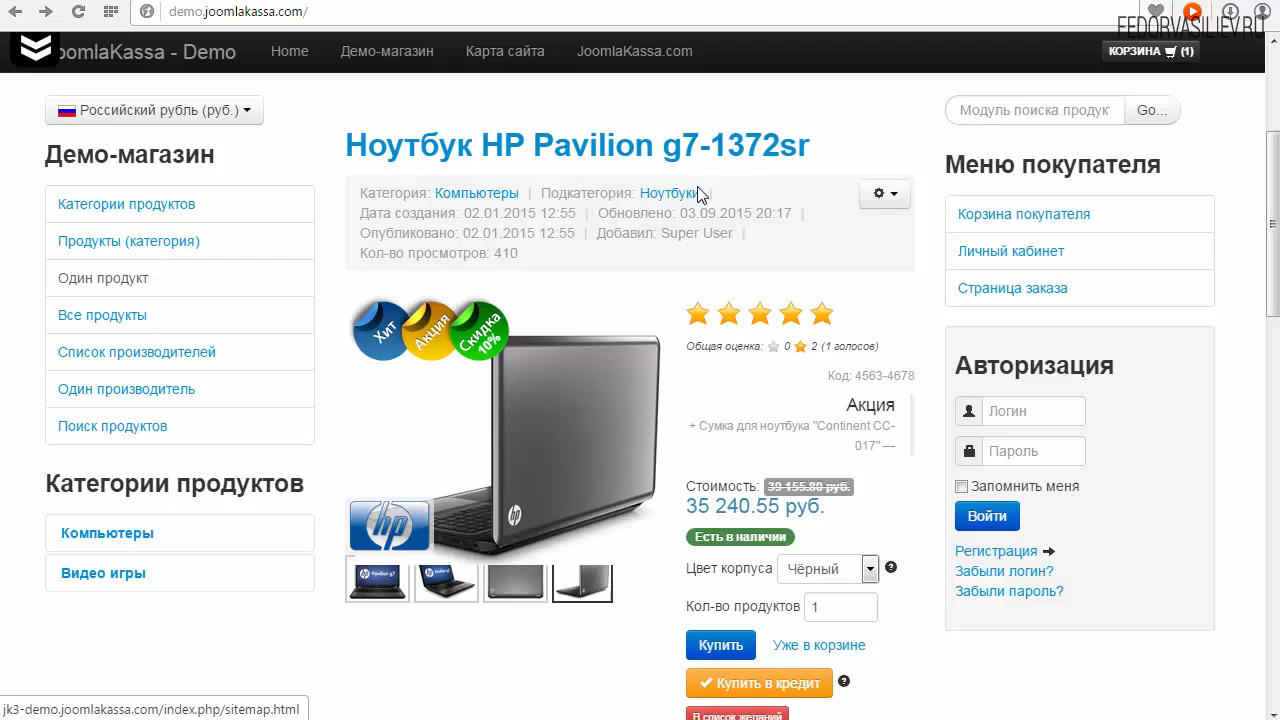 demo.joomlakassa.com/
FEDORVASILIEV.RU
JoomlaKassa - Demo
Home
Демо-магазин
Карта сайта
JoomlaKassa.com
КОРЗИНА (1)
Российский рубль (руб.)
Демо-магазин
Категории продуктов
Продукты (категория)
Один продукт
Все продукты
Список производителей
Один производитель
Поиск продуктов
Категории продуктов
Компьютеры
Видео игры
Ноутбук HP Pavilion g7-1372sr
Категория: Компьютеры | Подкатегория: Ноутбуки |
Дата создания: 02.01.2015 12:55 | Обновлено: 03.09.2015 20:17 |
Опубликовано: 02.01.2015 12:55 | Добавил: Super User |
Кол-во просмотров: 410
Хит
Акция
Скидка
10%
hp
Общая оценка: 0 2 (1 голосов)
Код: 4563-4678
Акция
+ Сумка для ноутбука "Continent CC-
017" —
Стоимость: 39 155.80 руб.
35 240.55 руб.
Есть в наличии
Цвет корпуса Чёрный
Кол-во продуктов 1
Купить Уже в корзине
Купить в кредит
В список желаний
Модуль поиска продукт Go...
Меню покупателя
Корзина покупателя
Личный кабинет
Страница заказа
Авторизация
Логин
Пароль
Запомнить меня
Войти
Регистрация
Забыли логин?
Забыли пароль?
jk3-demo.joomlakassa.com/index.php/sitemap.html